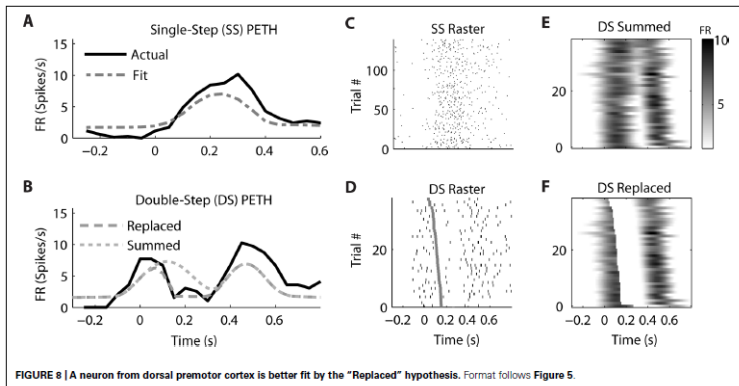 A
Single-Step (SS) PETH
15
10
5
0
FR (Spikes/s)
Actual
Fit
−0.2 0 0.2 0.4 0.6
B
Double-Step (DS) PETH
15
10
5
0
FR (Spikes/s)
Replaced
Summed
−0.2 0 0.2 0.4 0.6
Time (s)
C
SS Raster
100
50
0
Trial #
D
DS Raster
20
0
Trial #
−0.2 0 0.2 0.4 0.6
Time (s)
E
DS Summed
20
0
FR
10
5
F
DS Replaced
20
0
−0.2 0 0.2 0.4 0.6
Time (s)
FIGURE 8 | A neuron from dorsal premotor cortex is better fit by the "Replaced" hypothesis. Format follows Figure 5.